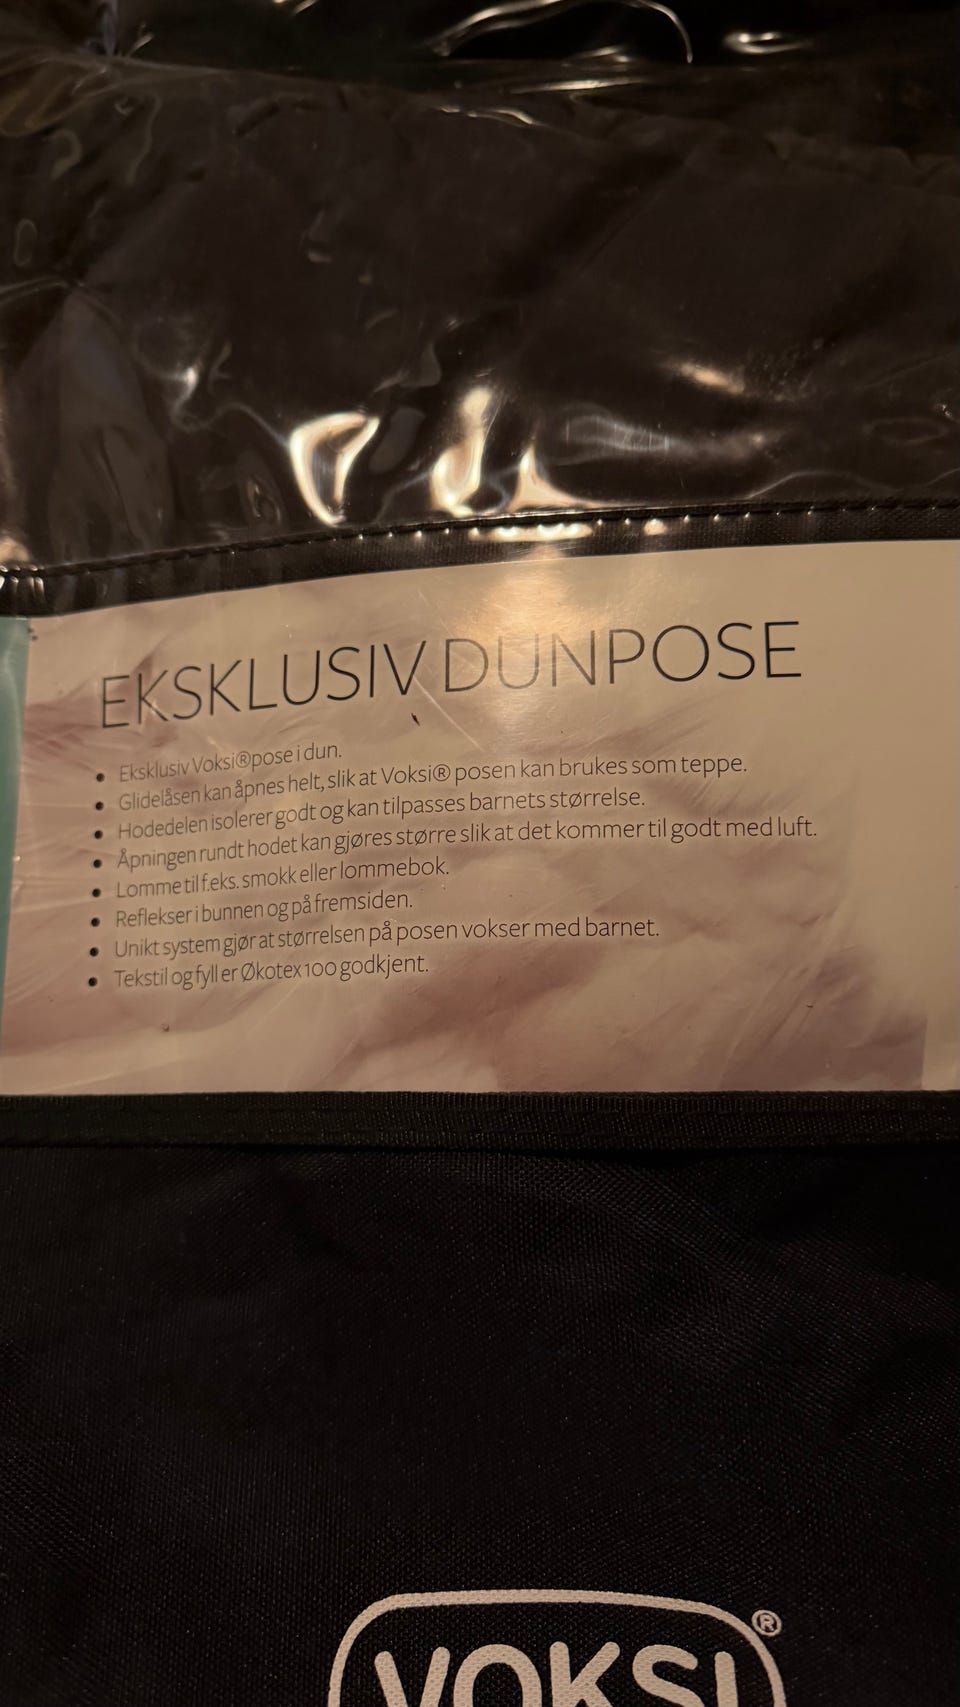 EKSKLUSIV DUNPOSE
• Eksklusiv Voksi® pose i dun.
• Glidelåsen kan åpnes helt, slik at Voksi® posen kan brukes som teppe.
• Hodedelen isolerer godt og kan tilpasses barnets størrelse.
• Åpningen rundt hodet kan gjøres større slik at det kommer til godt med luft.
• Lomme til f.eks. smokk eller lommebok.
• Reflekser i bunnen og på fremsiden.
• Unikt system gjør at størrelsen på posen vokser med barnet.
• Tekstil og fyll er Økotex 100 godkjent.
VOKSI®